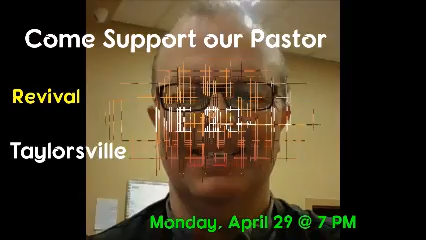 Come Support our Pastor
Revival
Taylorsville
Monday, April 29 @ 7 PM